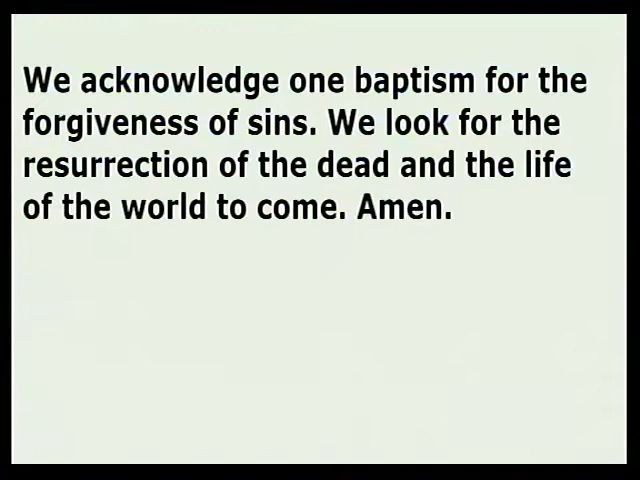 We acknowledge one baptism for the
forgiveness of sins. We look for the
resurrection of the dead and the life
of the world to come. Amen.